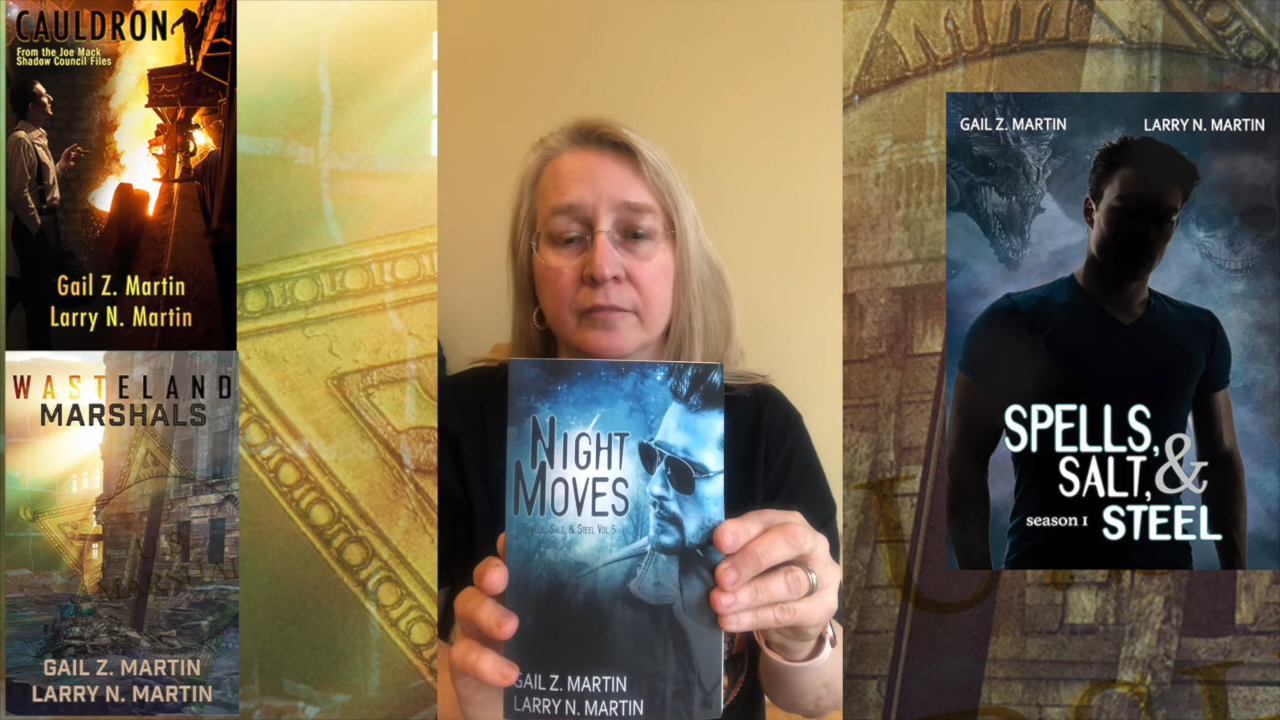 CAULDRON
From the Joe Mack
Shadow Council Files
Gail Z. Martin
Larry N. Martin
WASTELAND
MARSHALS
GAIL Z. MARTIN
LARRY N. MARTIN
NIGHT
MOVES
SPELLS, SALT, & STEEL VOL 5
GAIL Z. MARTIN
LARRY N. MARTIN
GAIL Z. MARTIN
LARRY N. MARTIN
SPELLS,
SALT, &
season 1
STEEL